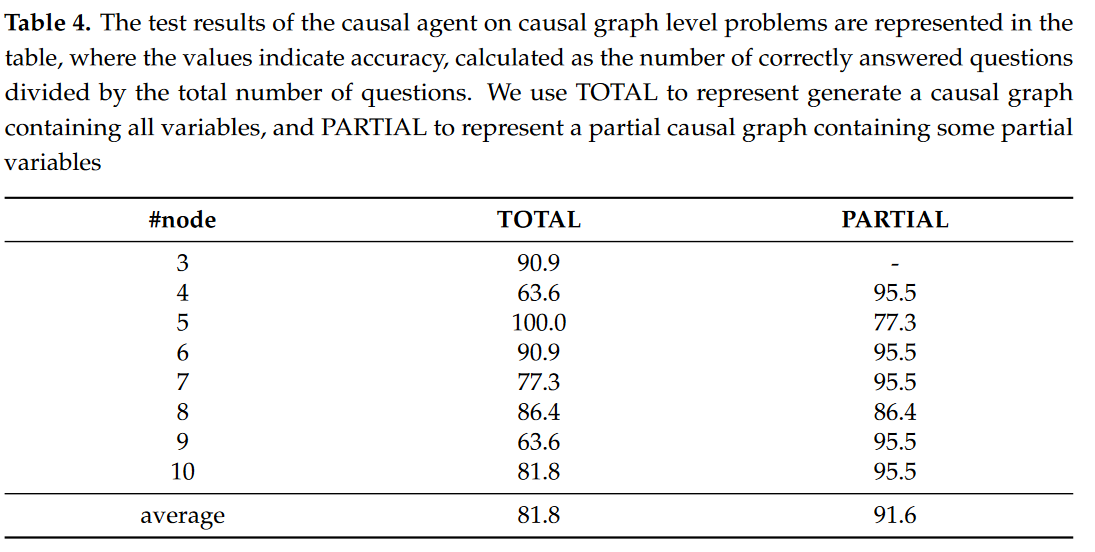 Table 4. The test results of the causal agent on causal graph level problems are represented in the
table, where the values indicate accuracy, calculated as the number of correctly answered questions
divided by the total number of questions. We use TOTAL to represent generate a causal graph
containing all variables, and PARTIAL to represent a partial causal graph containing some partial
variables
#node TOTAL PARTIAL
3 90.9 -
4 63.6 95.5
5 100.0 77.3
6 90.9 95.5
7 77.3 95.5
8 86.4 86.4
9 63.6 95.5
10 81.8 95.5
average 81.8 91.6